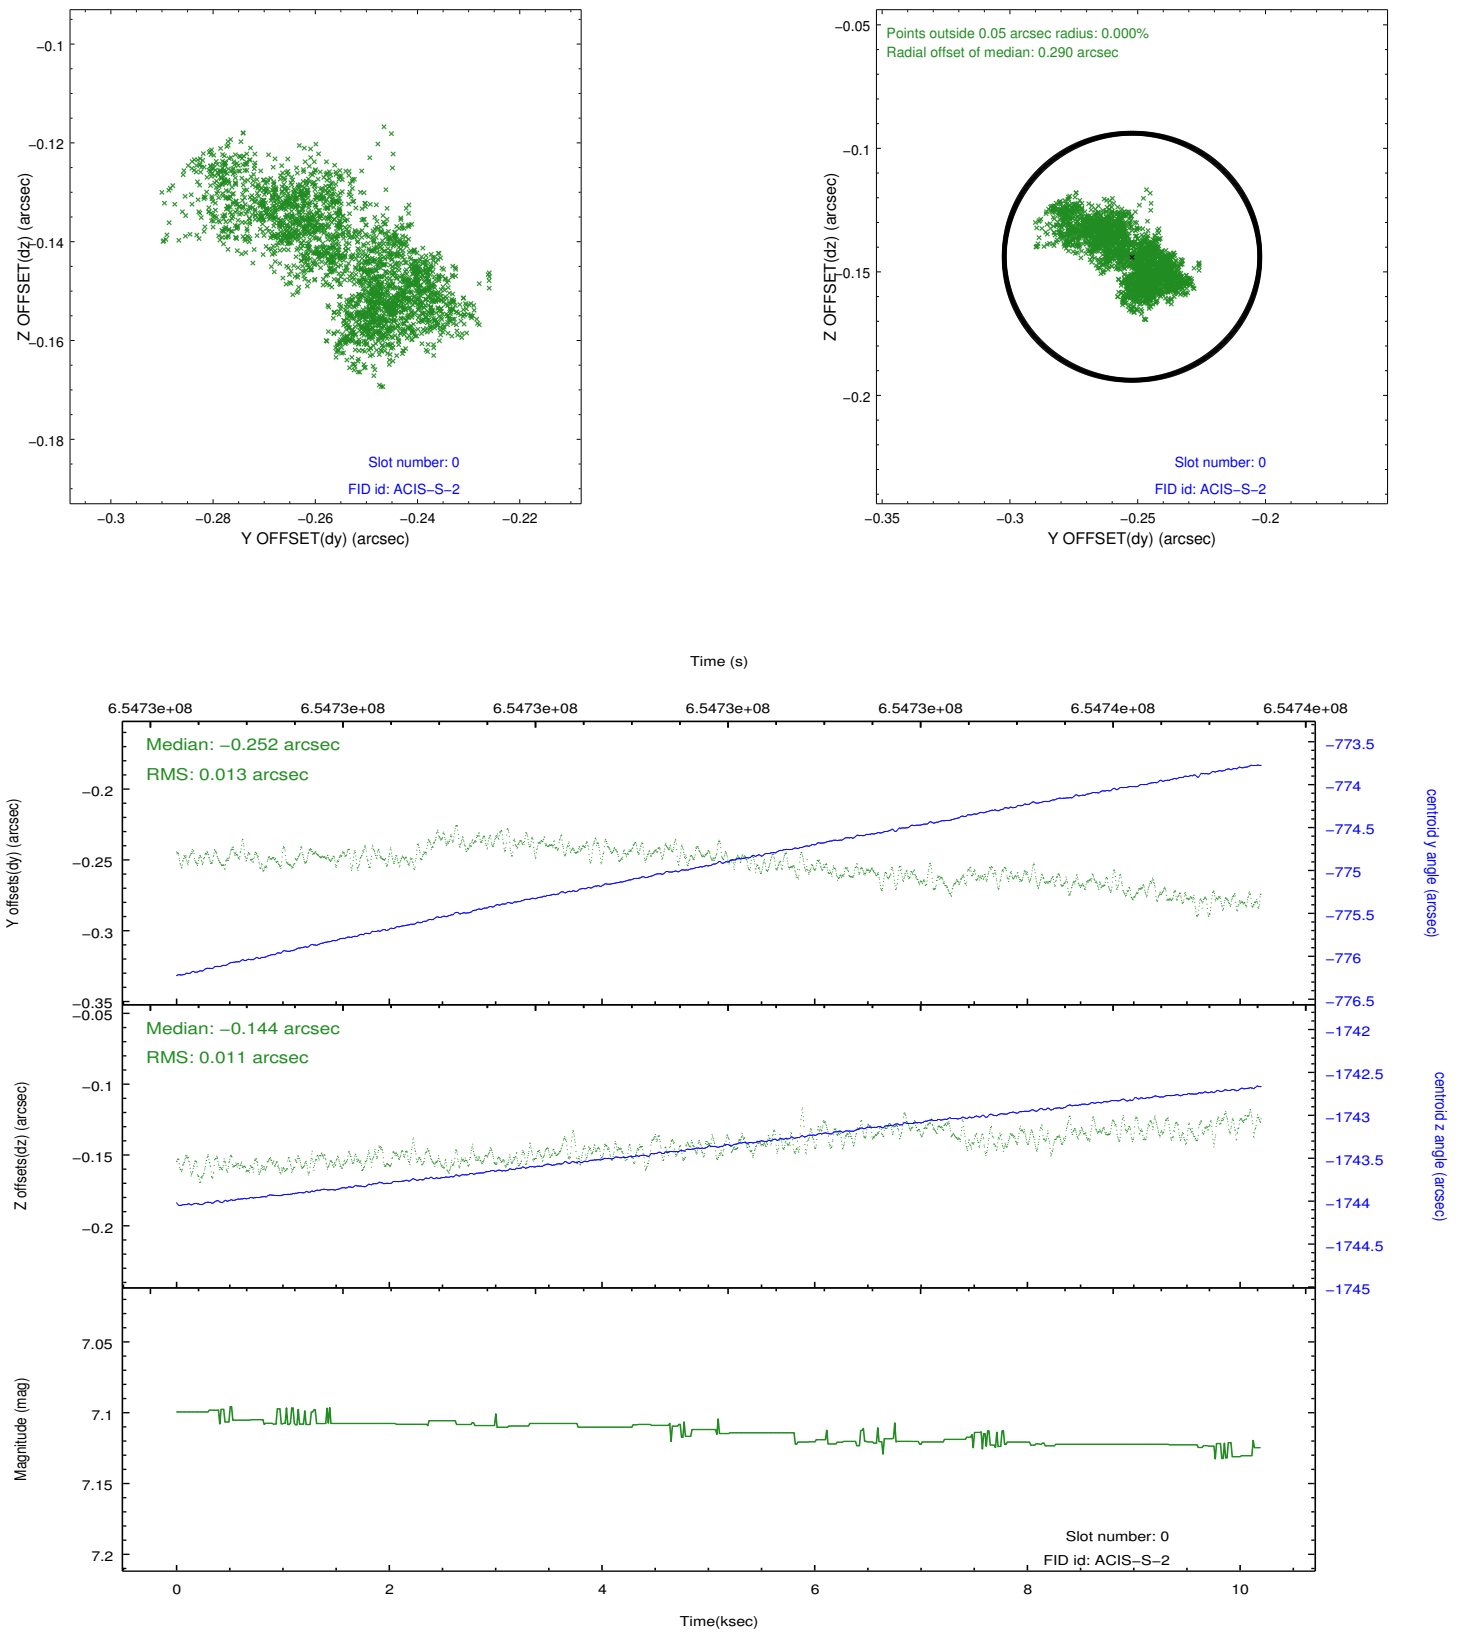 −0.1
−0.12
−0.14
−0.16
−0.18
Z OFFSET(dz) (arcsec)
Slot number: 0
FID id: ACIS−S−2
−0.3
−0.28
−0.26
−0.24
−0.22
Y OFFSET(dy) (arcsec)
−0.05
−0.1
−0.15
−0.2
Z OFFSET(dz) (arcsec)
Points outside 0.05 arcsec radius: 0.000%
Radial offset of median: 0.290 arcsec
Slot number: 0
FID id: ACIS−S−2
−0.35
−0.3
−0.25
−0.2
Y OFFSET(dy) (arcsec)
Time (s)
6.5473e+08
6.5473e+08
6.5473e+08
6.5473e+08
6.5473e+08
6.5474e+08
6.5474e+08
Median: −0.252 arcsec
RMS: 0.013 arcsec
−0.2
−0.25
−0.3
−0.35
Y offsets(dy) (arcsec)
−773.5
−774
−774.5
−775
−775.5
−776
−776.5
centroid y angle (arcsec)
Median: −0.144 arcsec
RMS: 0.011 arcsec
−0.05
−0.1
−0.15
−0.2
Z offsets(dz) (arcsec)
−1742
−1742.5
−1743
−1743.5
−1744
−1744.5
−1745
centroid z angle (arcsec)
7.05
7.1
7.15
7.2
Magnitude (mag)
Slot number: 0
FID id: ACIS−S−2
0
2
4
6
8
10
Time(ksec)